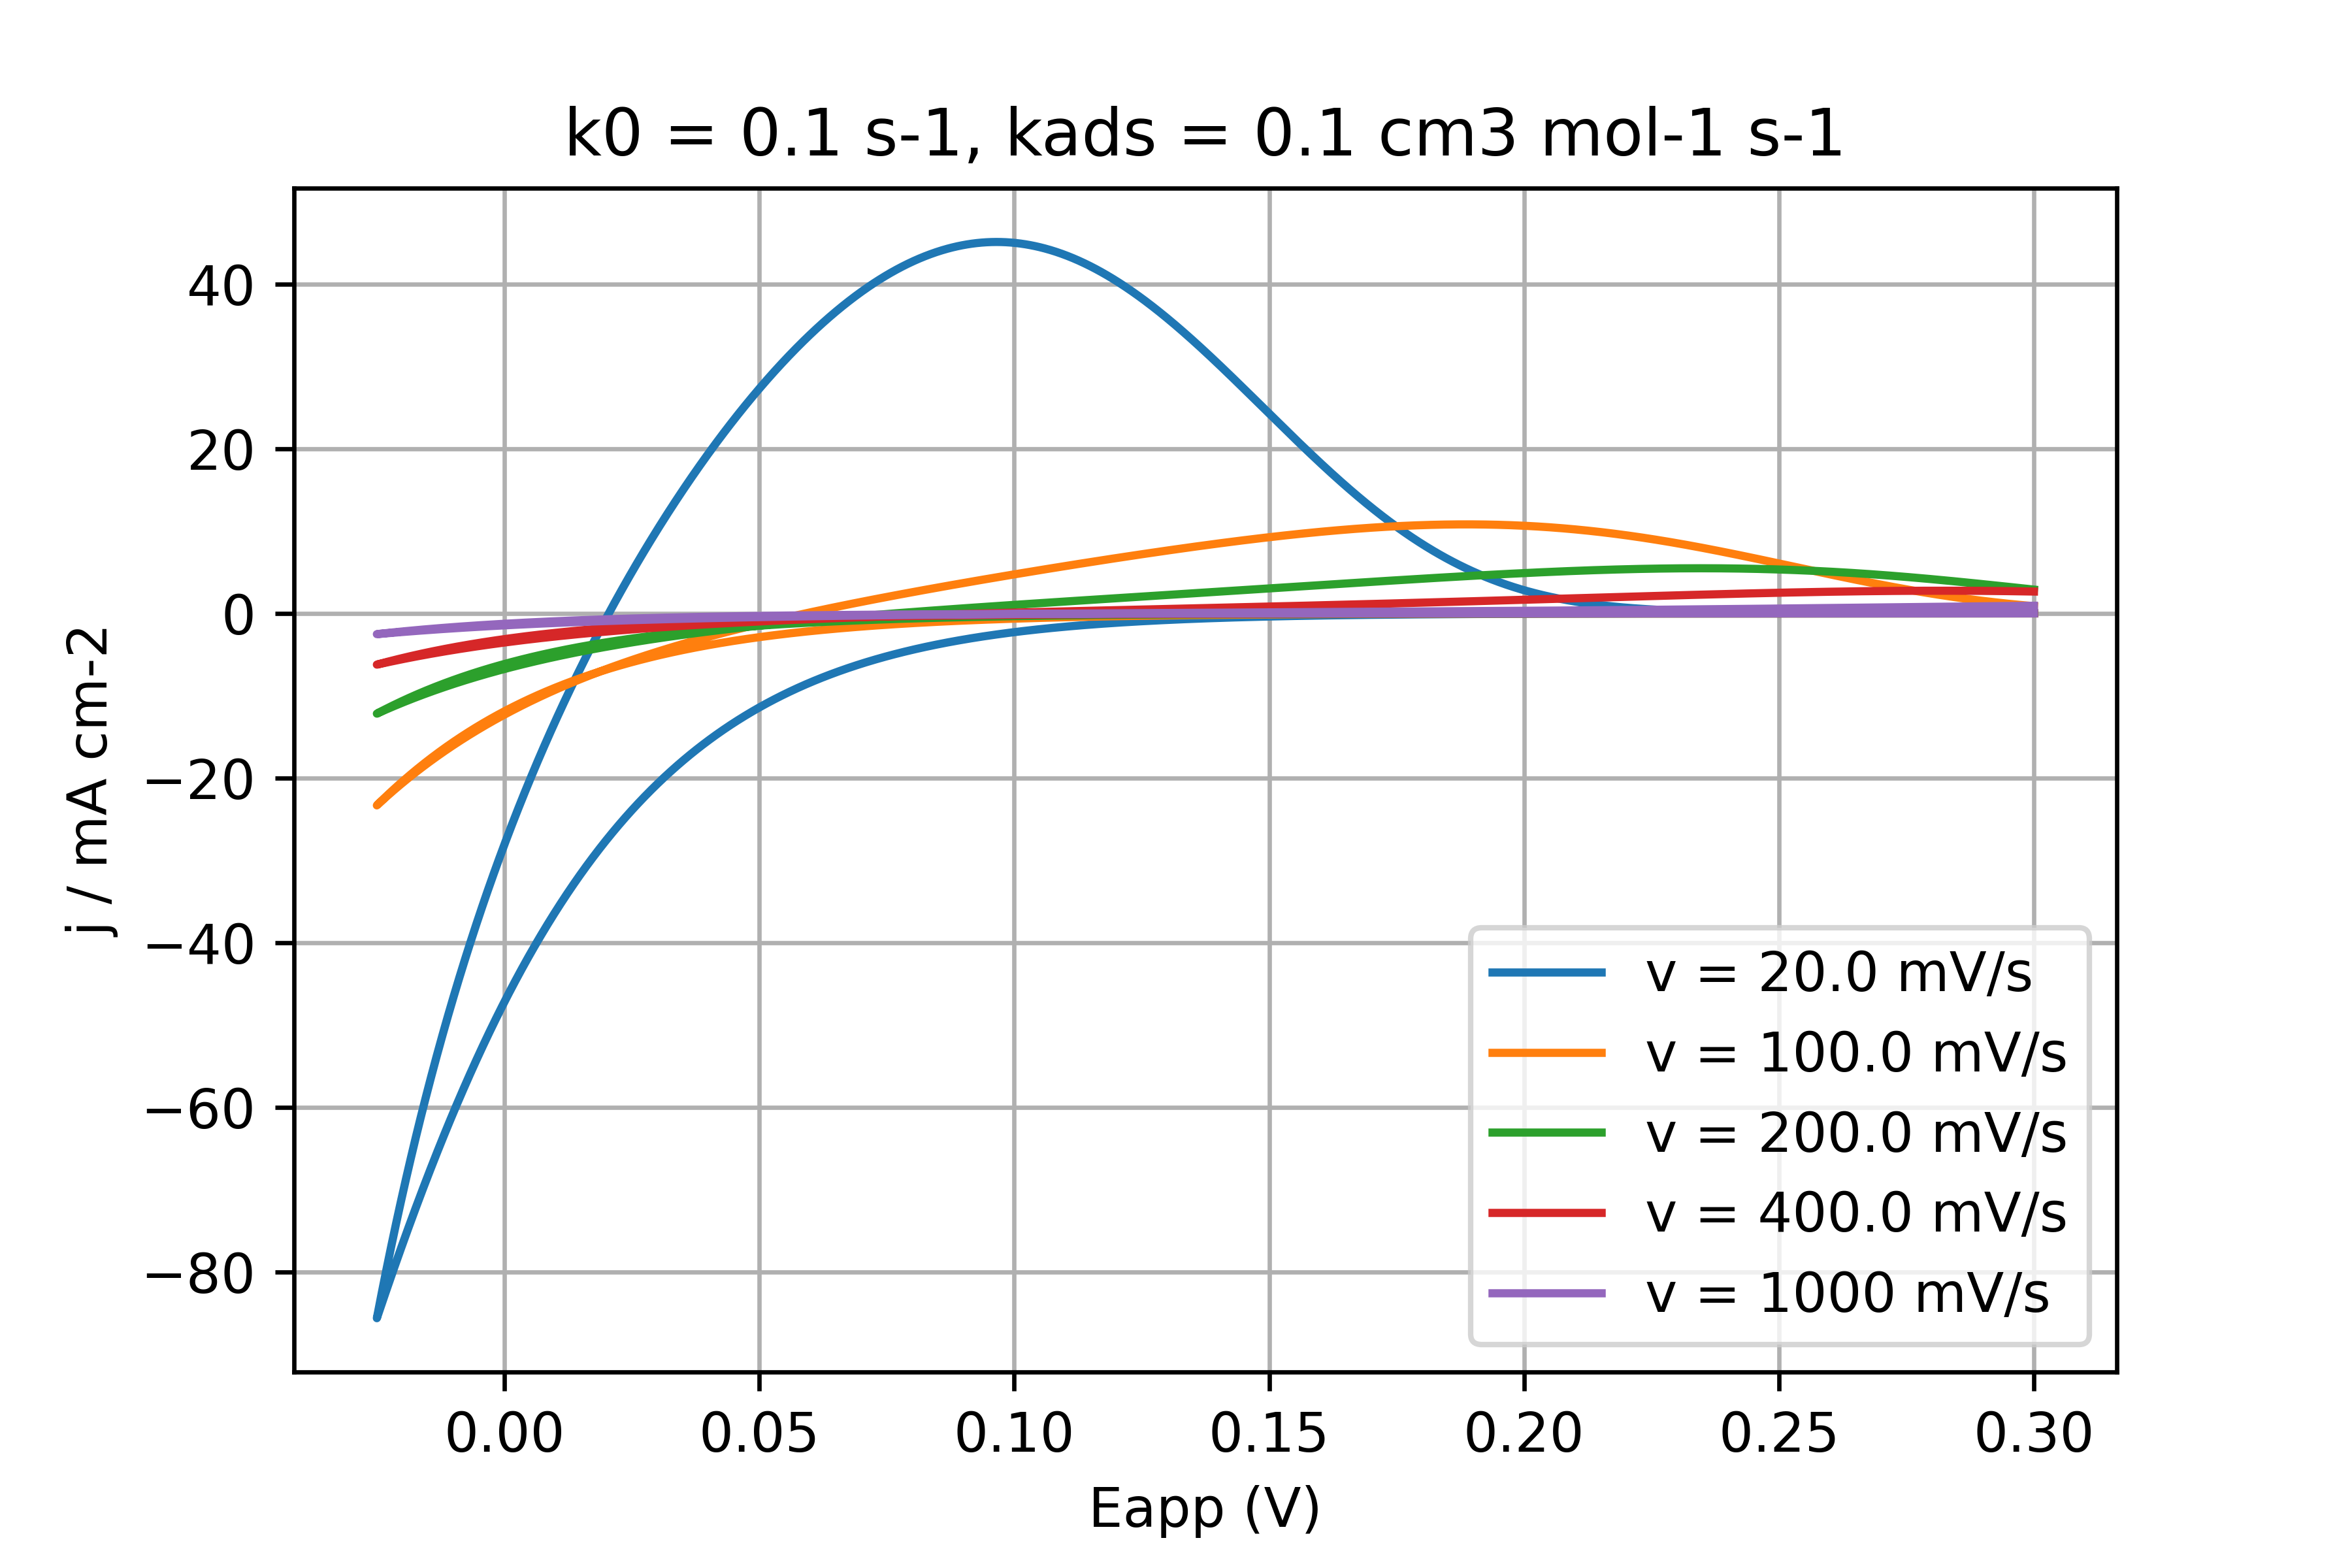 k0 = 0.1 s-1, kads = 0.1 cm3 mol-1 s-1
j / mA cm-2
40
20
0
−20
−40
−60
−80
v = 20.0 mV/s
v = 100.0 mV/s
v = 200.0 mV/s
v = 400.0 mV/s
v = 1000 mV/s
0.00 0.05 0.10 0.15 0.20 0.25 0.30
Eapp (V)